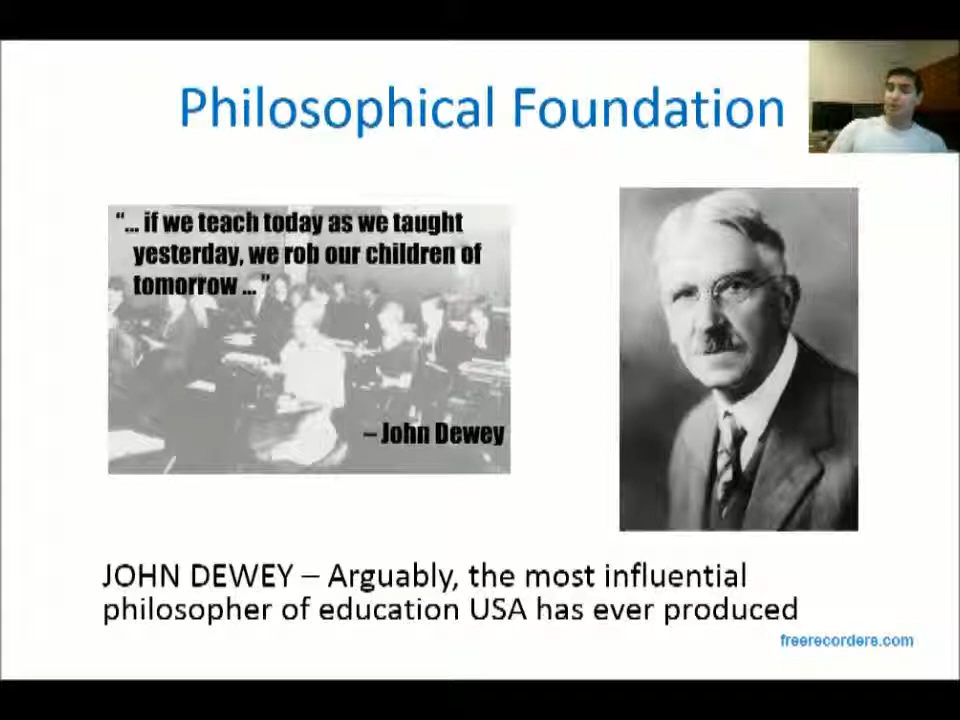 Philosophical Foundation
“... if we teach today as we taught
yesterday, we rob our children of
tomorrow ... ”
– John Dewey
JOHN DEWEY – Arguably, the most influential
philosopher of education USA has ever produced
freerecorders.com